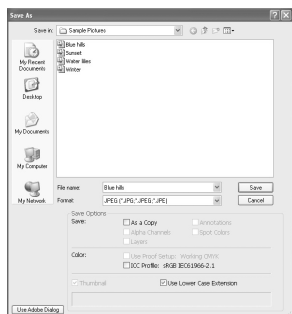 Save As
Save in: Sample Pictures
Blue hills
Sunset
Water lilies
Winter
My Recent
Documents
Desktop
My Documents
My Computer
My Network
File name: Blue hills Save
Format: JPEG (*.JPG;*.JPEG;*.JPE) Cancel
Save Options
Save: As a Copy Annotations
Alpha Channels Spot Colors
Layers
Color: Use Proof Setup: Working CMYK
ICC Profile: sRGB IEC61966-2.1
Thumbnail Use Lower Case Extension
Use Adobe Dialog